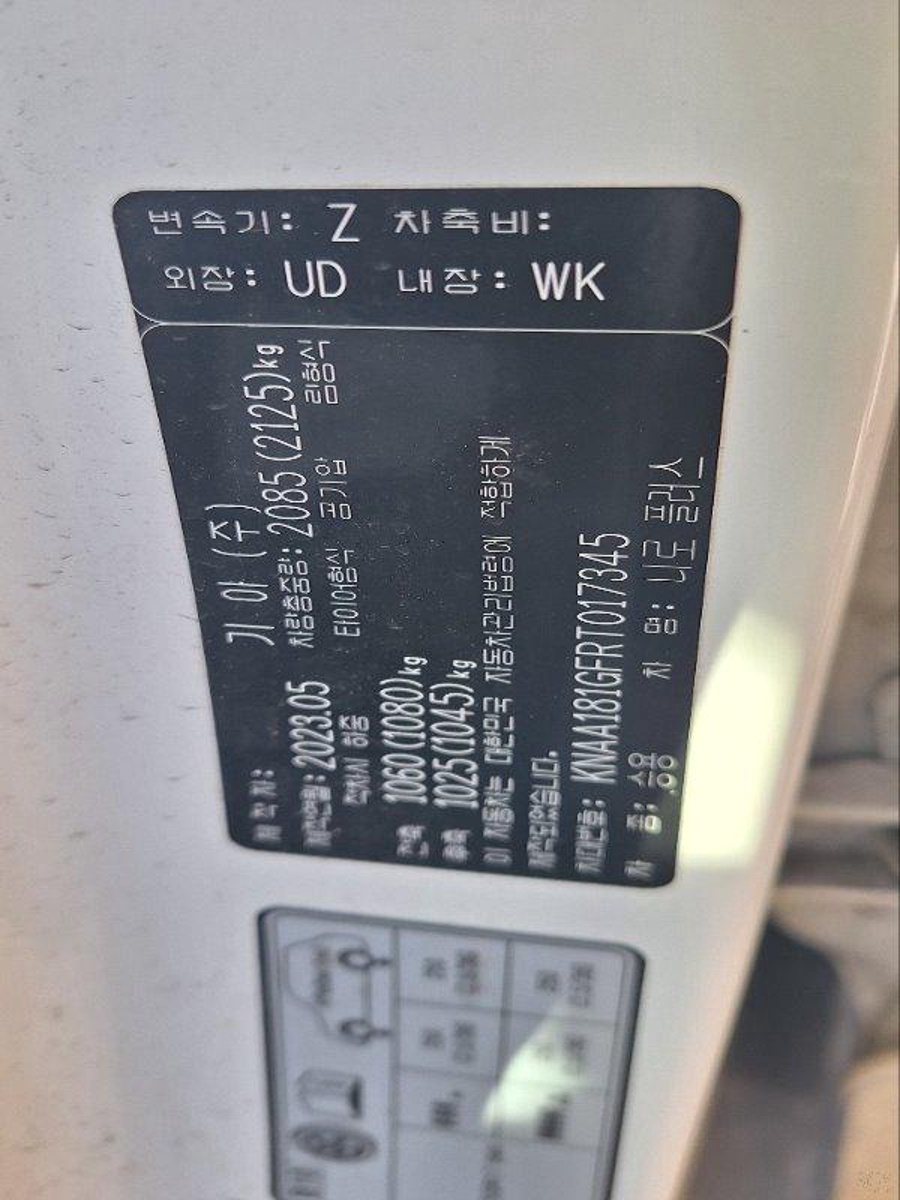 변속기: Z 차축비:
외장: UD 내장: WK
제작자: 기아(주)
제작연월: 2023.05 차량총중량: 2085(2125)kg
적차시 하중 타이어형식 공기압 림형식
전축 1060(1080)kg
후축 1025(1045)kg
이 자동차는 대한민국 자동차관리법령에 적합하게
제작되었습니다.
차대번호: KNAA181GFRT017345
차 종: 승용 차 명: 니로 플러스